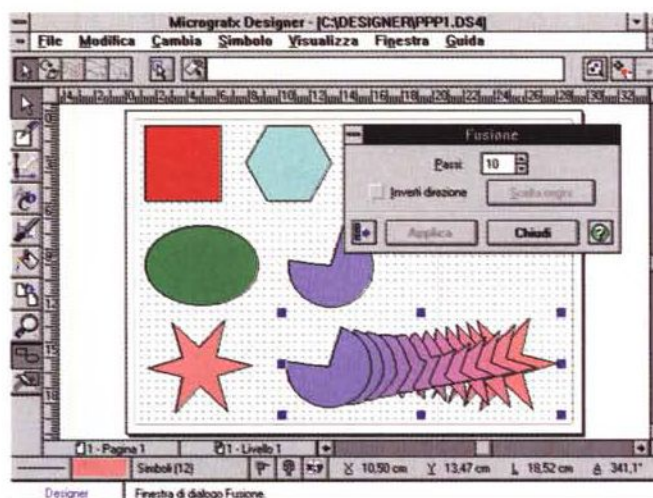 Micrografx Designer - [C:\DESIGNER\PPP1.DS4]
File Modifica Cambia Simbolo Visualizza Finestra Guida
Fusione
Passi: 10
Inverti direzione Scelta origini
Applica Chiudi
1 - Pagina 1 1 - Livello 1
Simboli (12) X 10,50 cm Y 13,47 cm L 18,52 cm A 341,1°
Designer Finestra di dialogo Fusione.